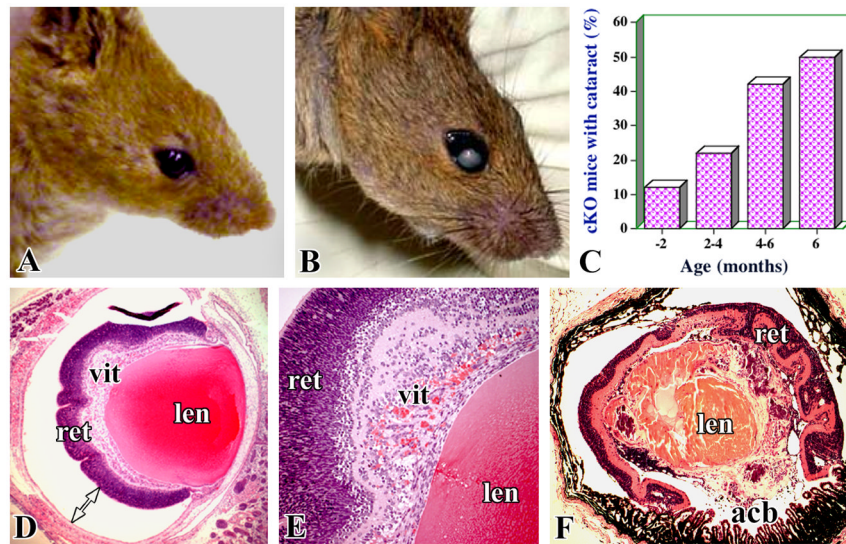 A
B
cKO mice with cataract (%)
60
50
40
30
20
10
0
-2
2-4
4-6
6
Age (months)
C
vit
ret
len
D
ret
vit
len
E
ret
len
acb
F